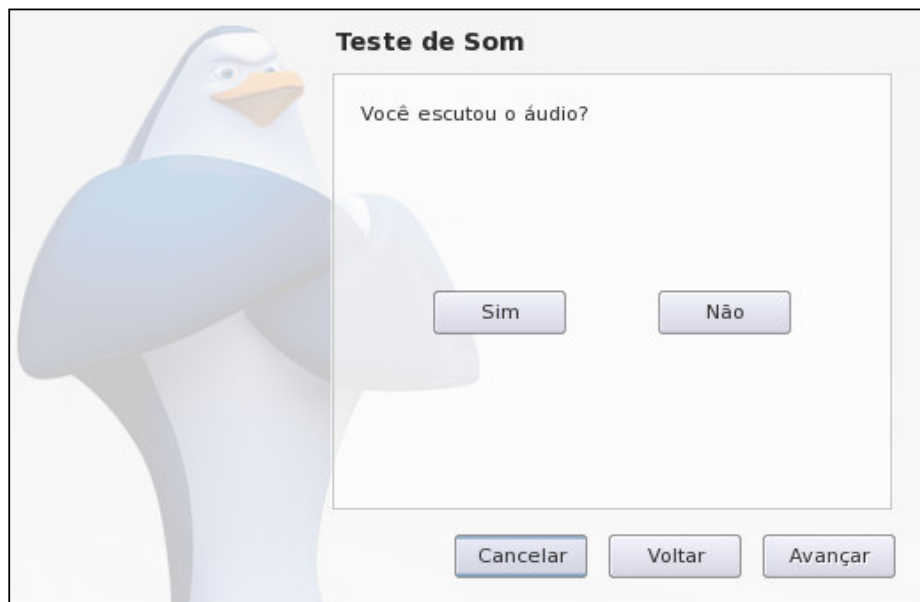 Teste de Som
Você escutou o áudio?
Sim Não
Cancelar Voltar Avançar